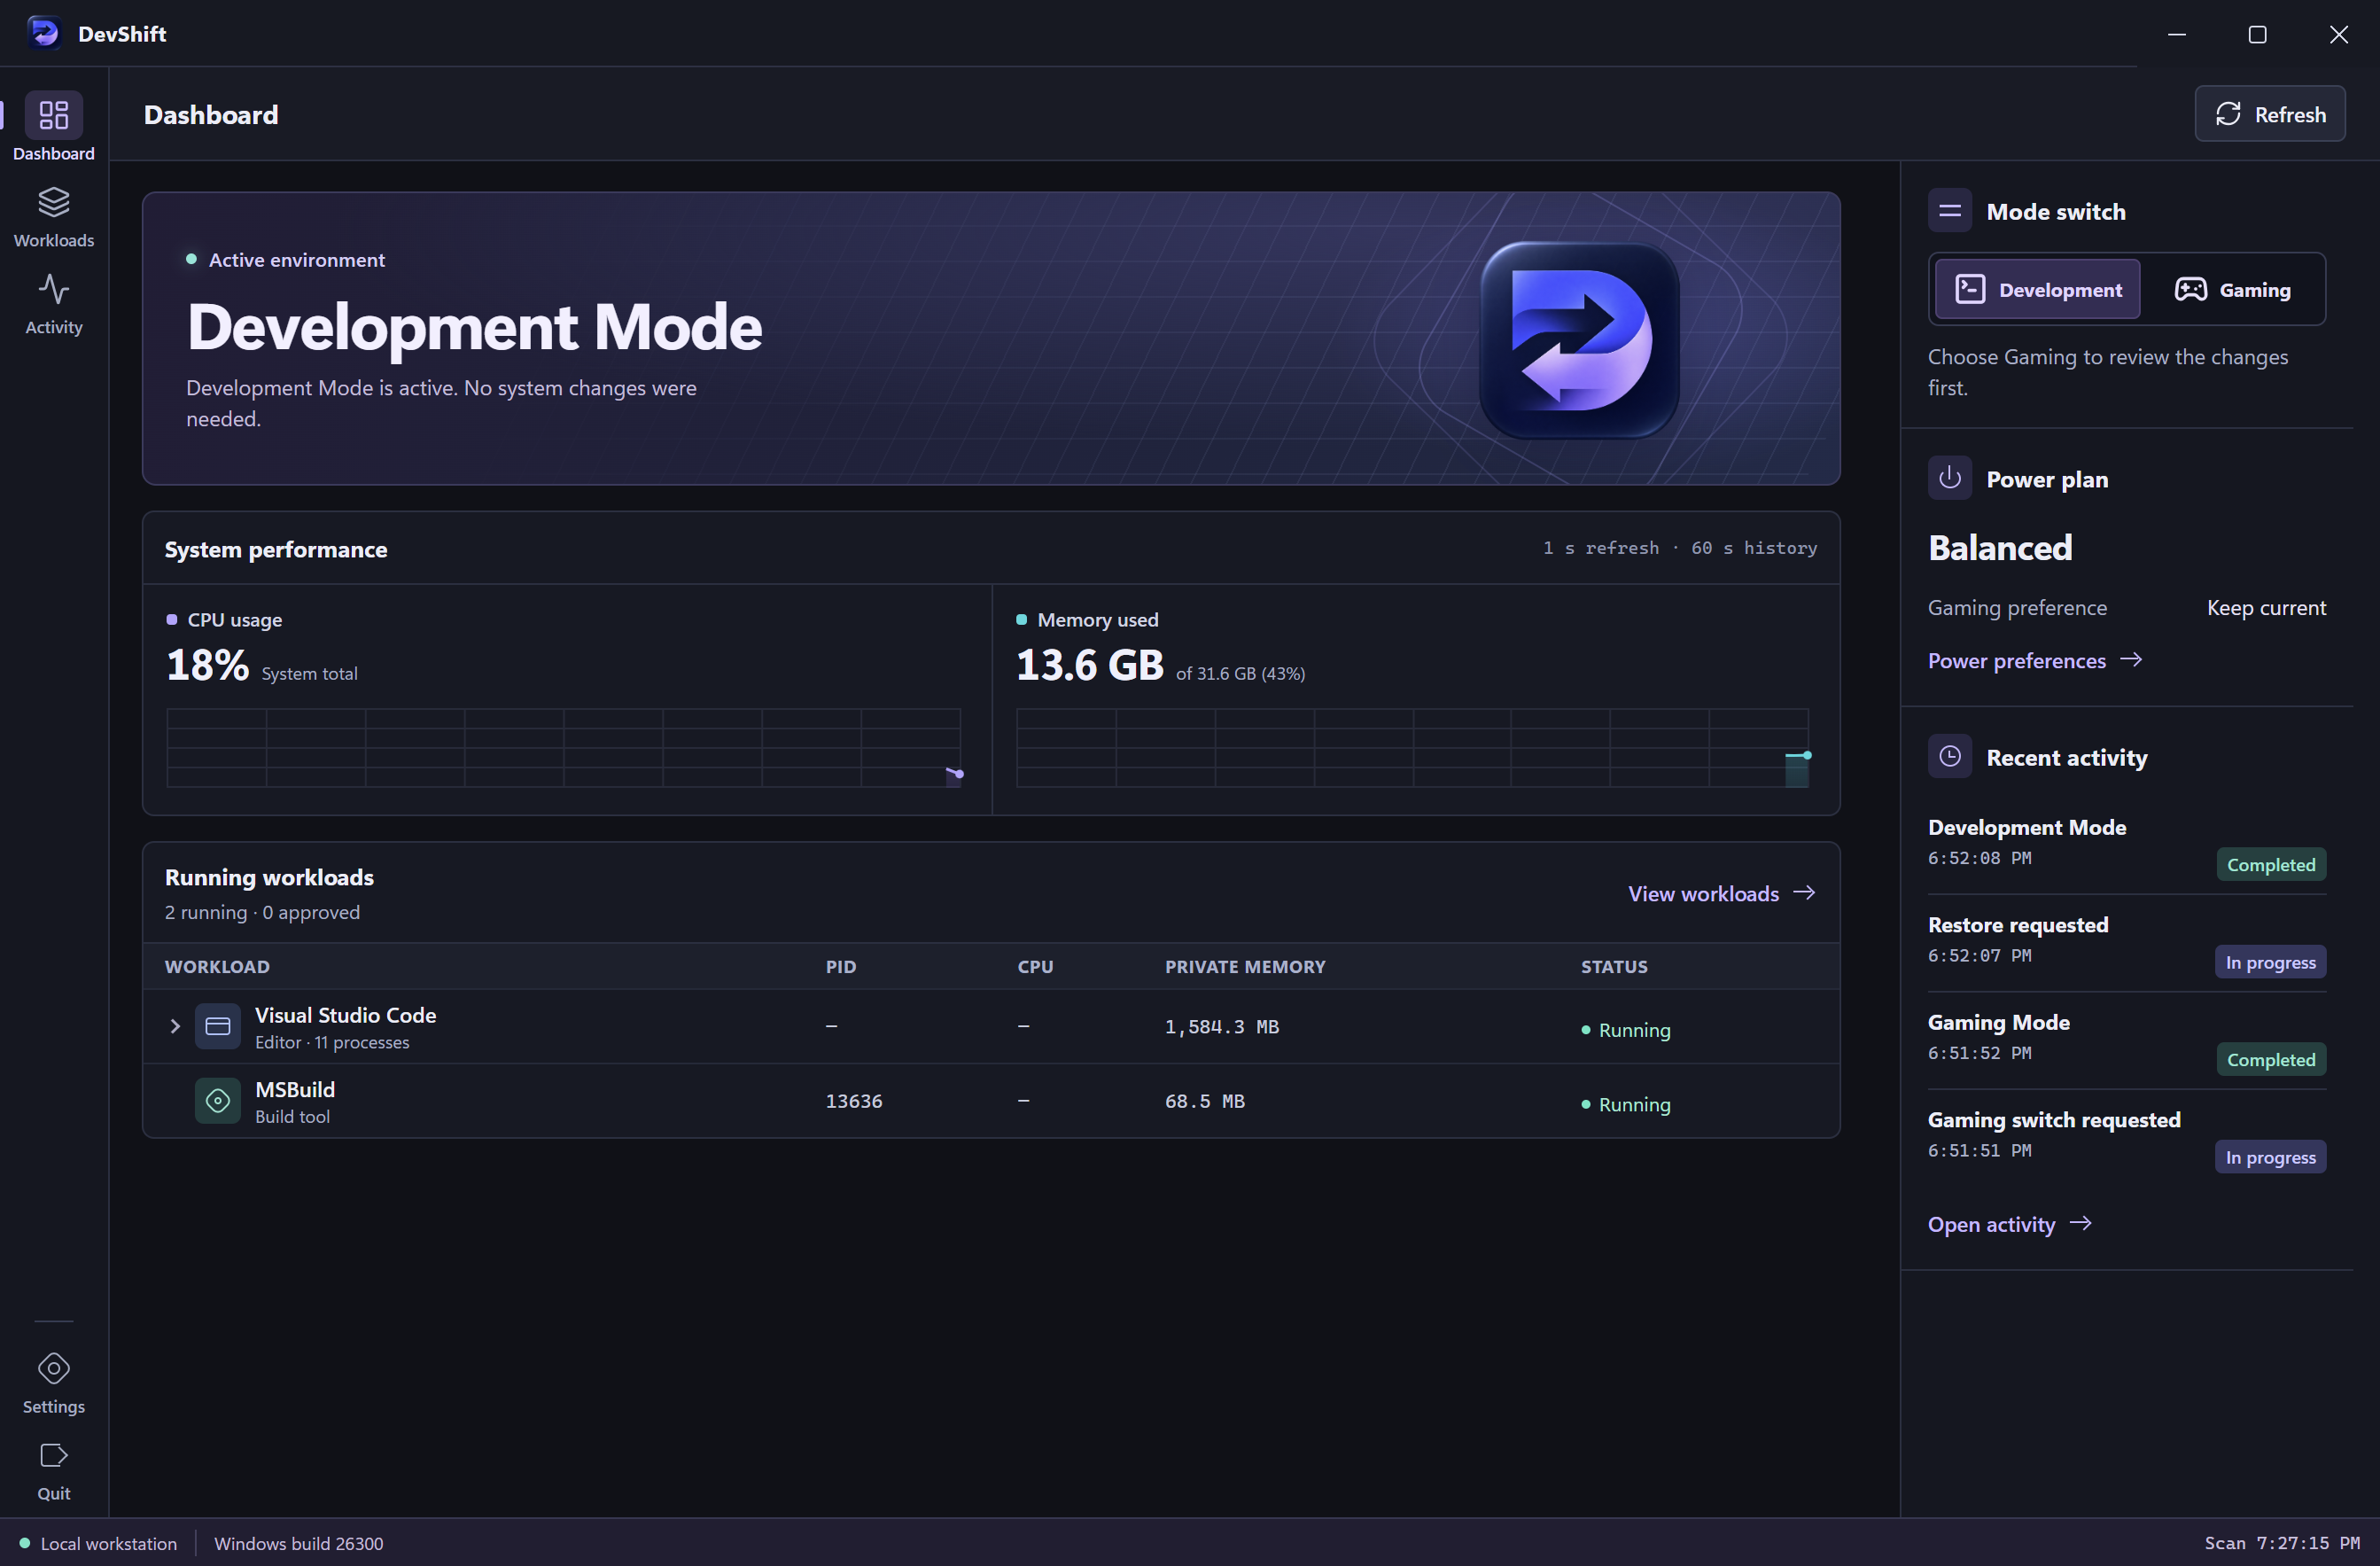 DevShift
Dashboard
Workloads
Activity
Settings
Quit
Dashboard
Refresh
Active environment
Development Mode
Development Mode is active. No system changes were
needed.
System performance
1 s refresh · 60 s history
CPU usage
18% System total
Memory used
13.6 GB of 31.6 GB (43%)
Running workloads
2 running · 0 approved
View workloads
WORKLOAD PID CPU PRIVATE MEMORY STATUS
Visual Studio Code
Editor · 11 processes
— — 1,584.3 MB Running
MSBuild
Build tool
13636 — 68.5 MB Running
Mode switch
Development Gaming
Choose Gaming to review the changes
first.
Power plan
Balanced
Gaming preference Keep current
Power preferences
Recent activity
Development Mode
6:52:08 PM Completed
Restore requested
6:52:07 PM In progress
Gaming Mode
6:51:52 PM Completed
Gaming switch requested
6:51:51 PM In progress
Open activity
Local workstation Windows build 26300
Scan 7:27:15 PM